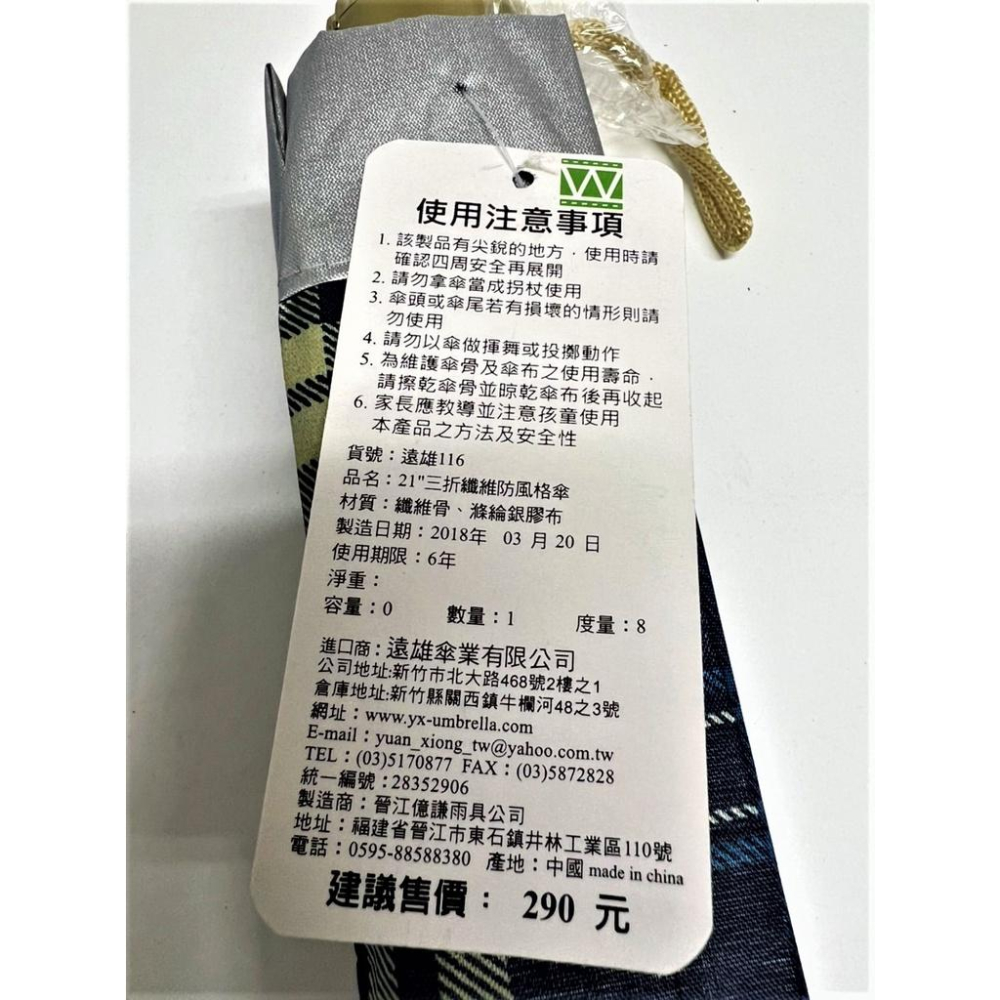 使用注意事項
1. 該製品有尖銳的地方，使用時請
確認四周安全再展開
2. 請勿拿傘當成拐杖使用
3. 傘頭或傘尾若有損壞的情形則請
勿使用
4. 請勿以傘做揮舞或投擲動作
5. 為維護傘骨及傘布之使用壽命，
請擦乾傘骨並晾乾傘布後再收起
6. 家長應教導並注意孩童使用
本產品之方法及安全性
貨號：遠雄116
品名：21"三折纖維防風格傘
材質：纖維骨、滌綸銀膠布
製造日期：2018年 03 月 20 日
使用期限：6年
淨重：
容量：0 數量：1 度量：8
進口商：遠雄傘業有限公司
公司地址:新竹市北大路468號2樓之1
倉庫地址:新竹縣關西鎮牛欄河48之3號
網址：www.yx-umbrella.com
E-mail：yuan_xiong_tw@yahoo.com.tw
TEL：(03)5170877 FAX：(03)5872828
統一編號：28352906
製造商：晉江億謙雨具公司
地址：福建省晉江市東石鎮井林工業區110號
電話：0595-88588380 產地：中國 made in china
建議售價： 290 元